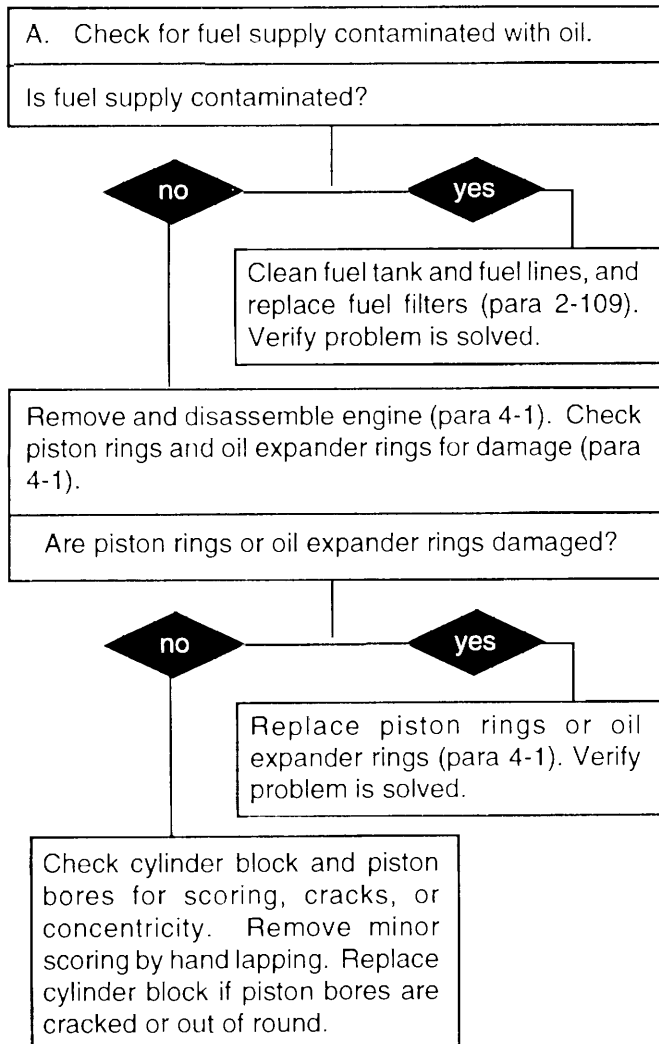 A. Check for fuel supply contaminated with oil.
Is fuel supply contaminated?
no
yes
Clean fuel tank and fuel lines, and
replace fuel filters (para 2-109).
Verify problem is solved.
Remove and disassemble engine (para 4-1). Check
piston rings and oil expander rings for damage (para
4-1).
Are piston rings or oil expander rings damaged?
no
yes
Replace piston rings or oil
expander rings (para 4-1). Verify
problem is solved.
Check cylinder block and piston
bores for scoring, cracks, or
concentricity. Remove minor
scoring by hand lapping. Replace
cylinder block if piston bores are
cracked or out of round.